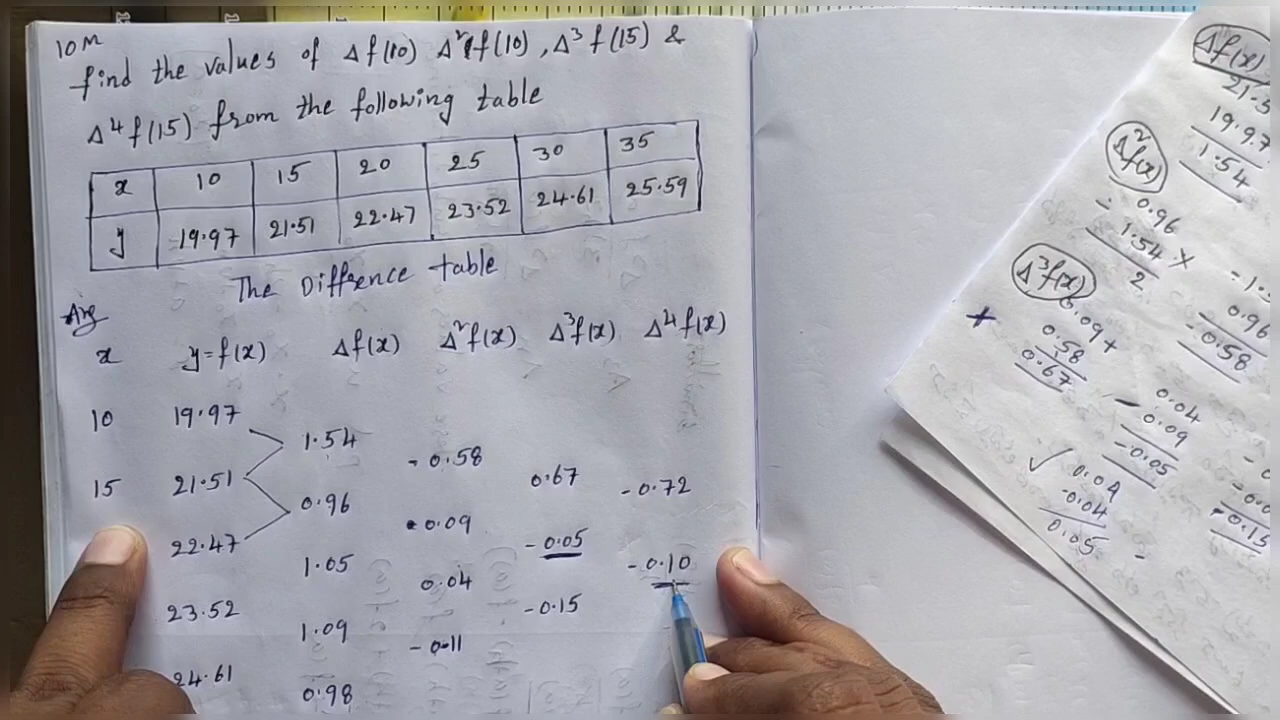 10M
find the values of Δf(10) Δ²f(10), Δ³f(15) &
Δ⁴f(15) from the following table
x 10 15 20 25 30 35
y 19.97 21.51 22.47 23.52 24.61 25.59
The Diffrence table
Ans
x y=f(x) Δf(x) Δ²f(x) Δ³f(x) Δ⁴f(x)
10 19.97
1.54
15 21.51 -0.58 0.67 -0.72
0.96
22.47 0.09 -0.05 -0.10
1.05
23.52 0.04 -0.15
1.09
24.61 -0.11
0.98
Δf(x)
21.5
19.97
1.54
Δ²f(x)
0.96
1.54 x
2
0.96
-0.58
Δ³f(x)
0.09 +
0.58
0.67
0.04
0.09
-0.05
0.04
0.05
-0.15